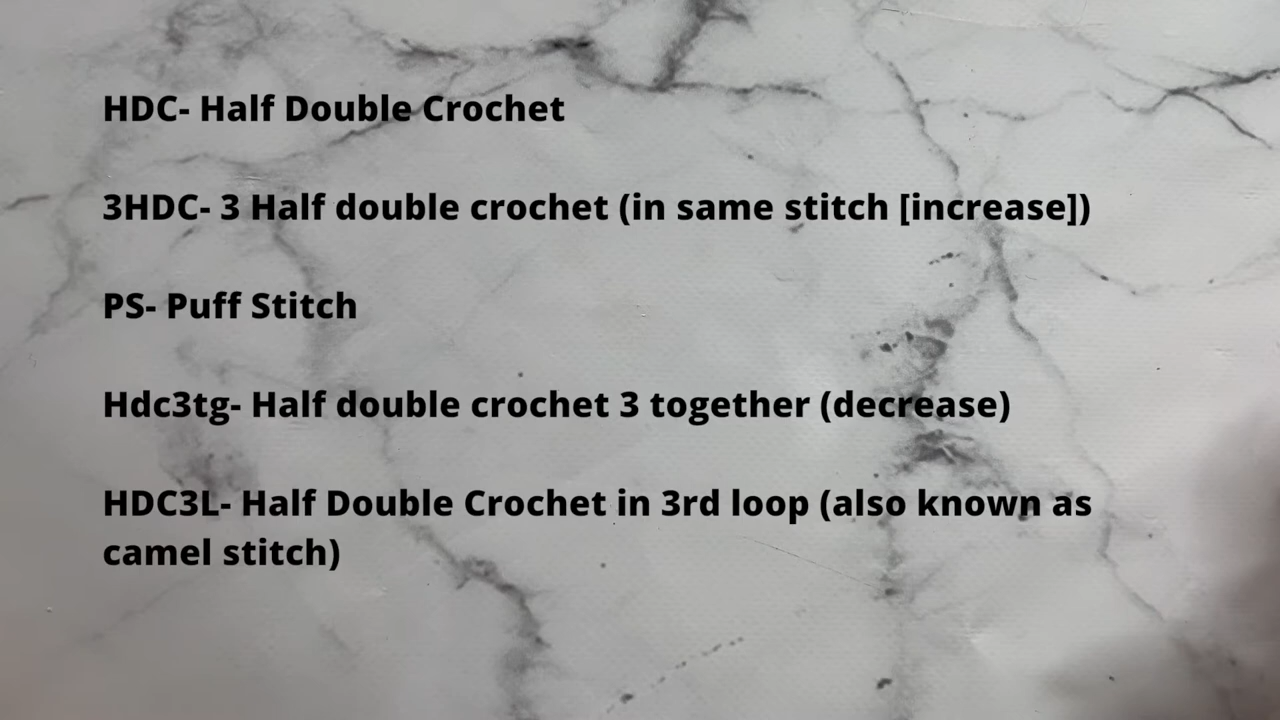 HDC- Half Double Crochet
3HDC- 3 Half double crochet (in same stitch [increase])
PS- Puff Stitch
Hdc3tg- Half double crochet 3 together (decrease)
HDC3L- Half Double Crochet in 3rd loop (also known as
camel stitch)